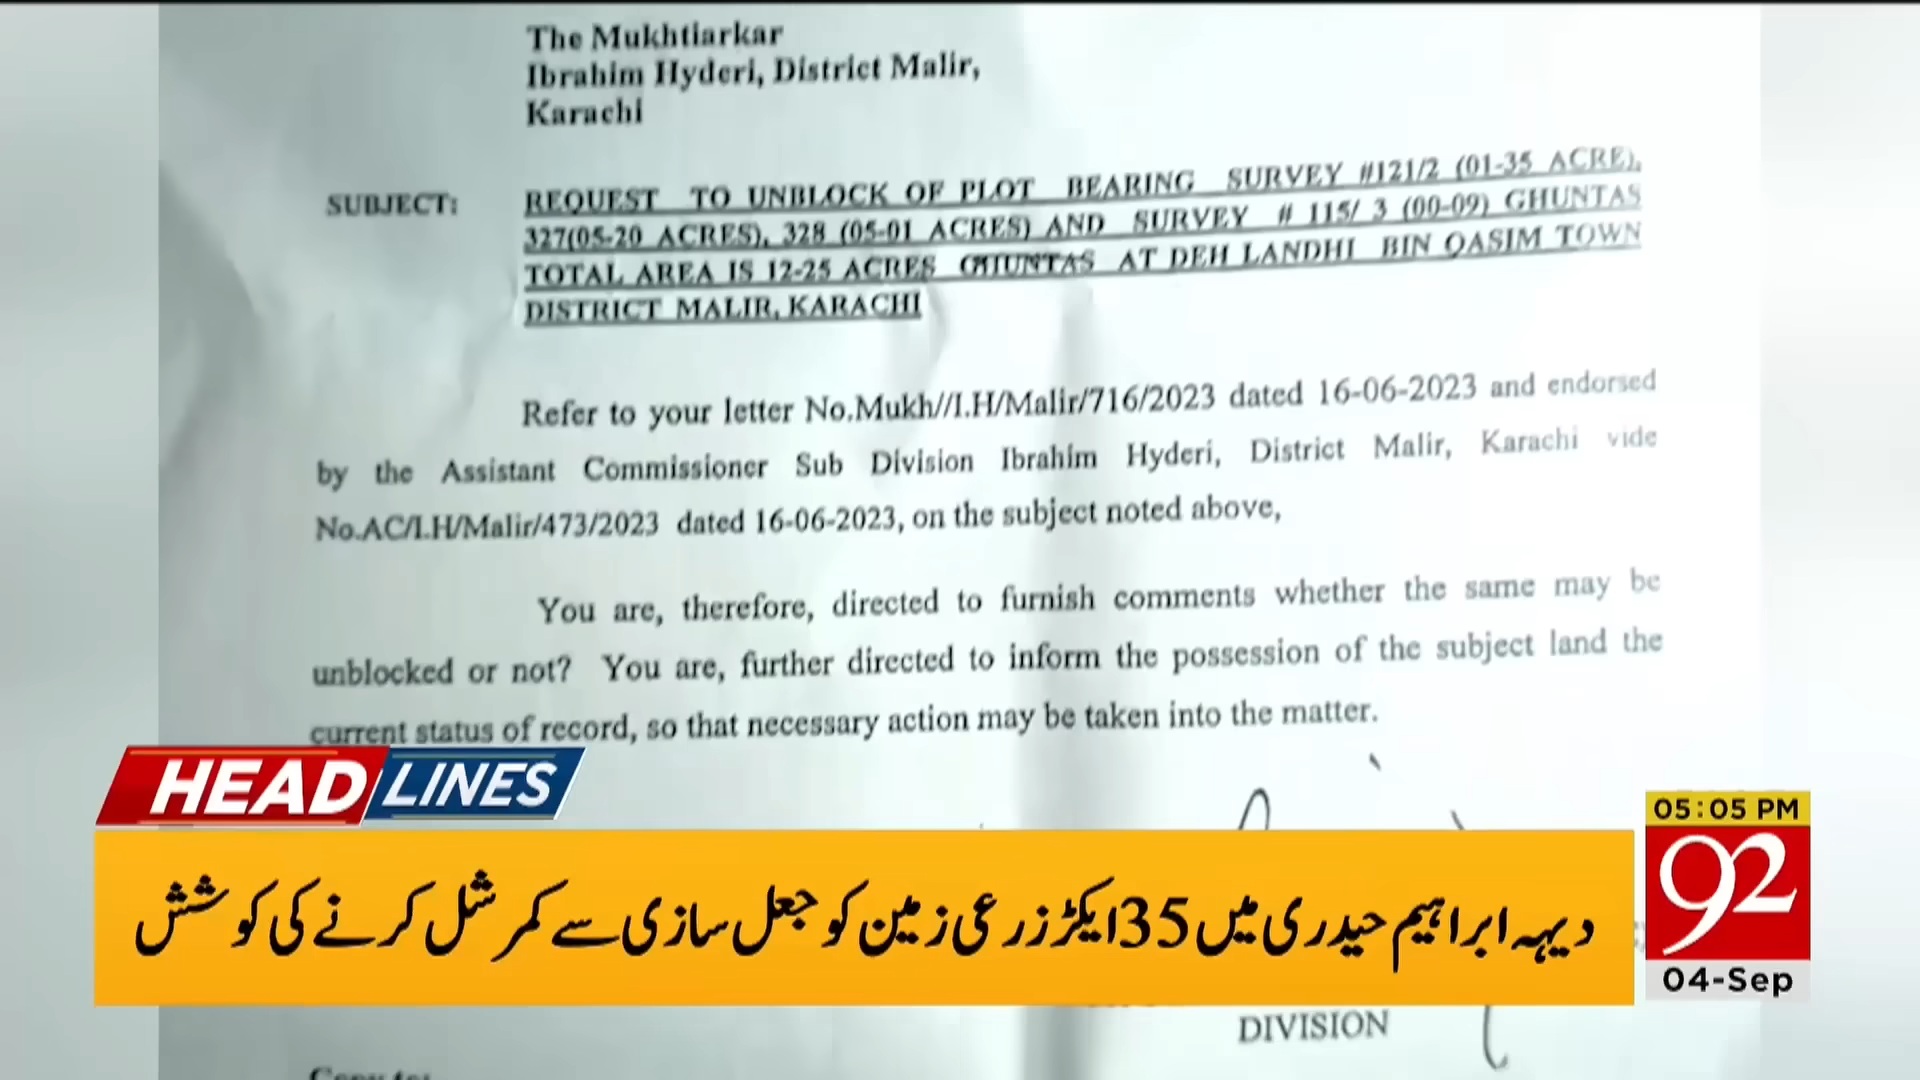 The Mukhtiarkar
Ibrahim Hyderi, District Malir,
Karachi
SUBJECT: REQUEST TO UNBLOCK OF PLOT BEARING SURVEY #121/2 (01-35 ACRE),
327(05-20 ACRES), 328 (05-01 ACRES) AND SURVEY # 115/ 3 (00-09) GHUNTAS
TOTAL AREA IS 12-25 ACRES GHUNTAS AT DEH LANDHI BIN QASIM TOWN
DISTRICT MALIR, KARACHI
Refer to your letter No.Mukh//I.H/Malir/716/2023 dated 16-06-2023 and endorsed
by the Assistant Commissioner Sub Division Ibrahim Hyderi, District Malir, Karachi vide
No.AC/I.H/Malir/473/2023 dated 16-06-2023, on the subject noted above,
You are, therefore, directed to furnish comments whether the same may be
unblocked or not? You are, further directed to inform the possession of the subject land the
current status of record, so that necessary action may be taken into the matter.
HEADLINES
05:05 PM
92
04-Sep
دیہہ ابراہیم حیدری میں 35 ایکڑ زرعی زمین کو جعل سازی سے کمرشل کرنے کی کوشش
DIVISION
Copy to: